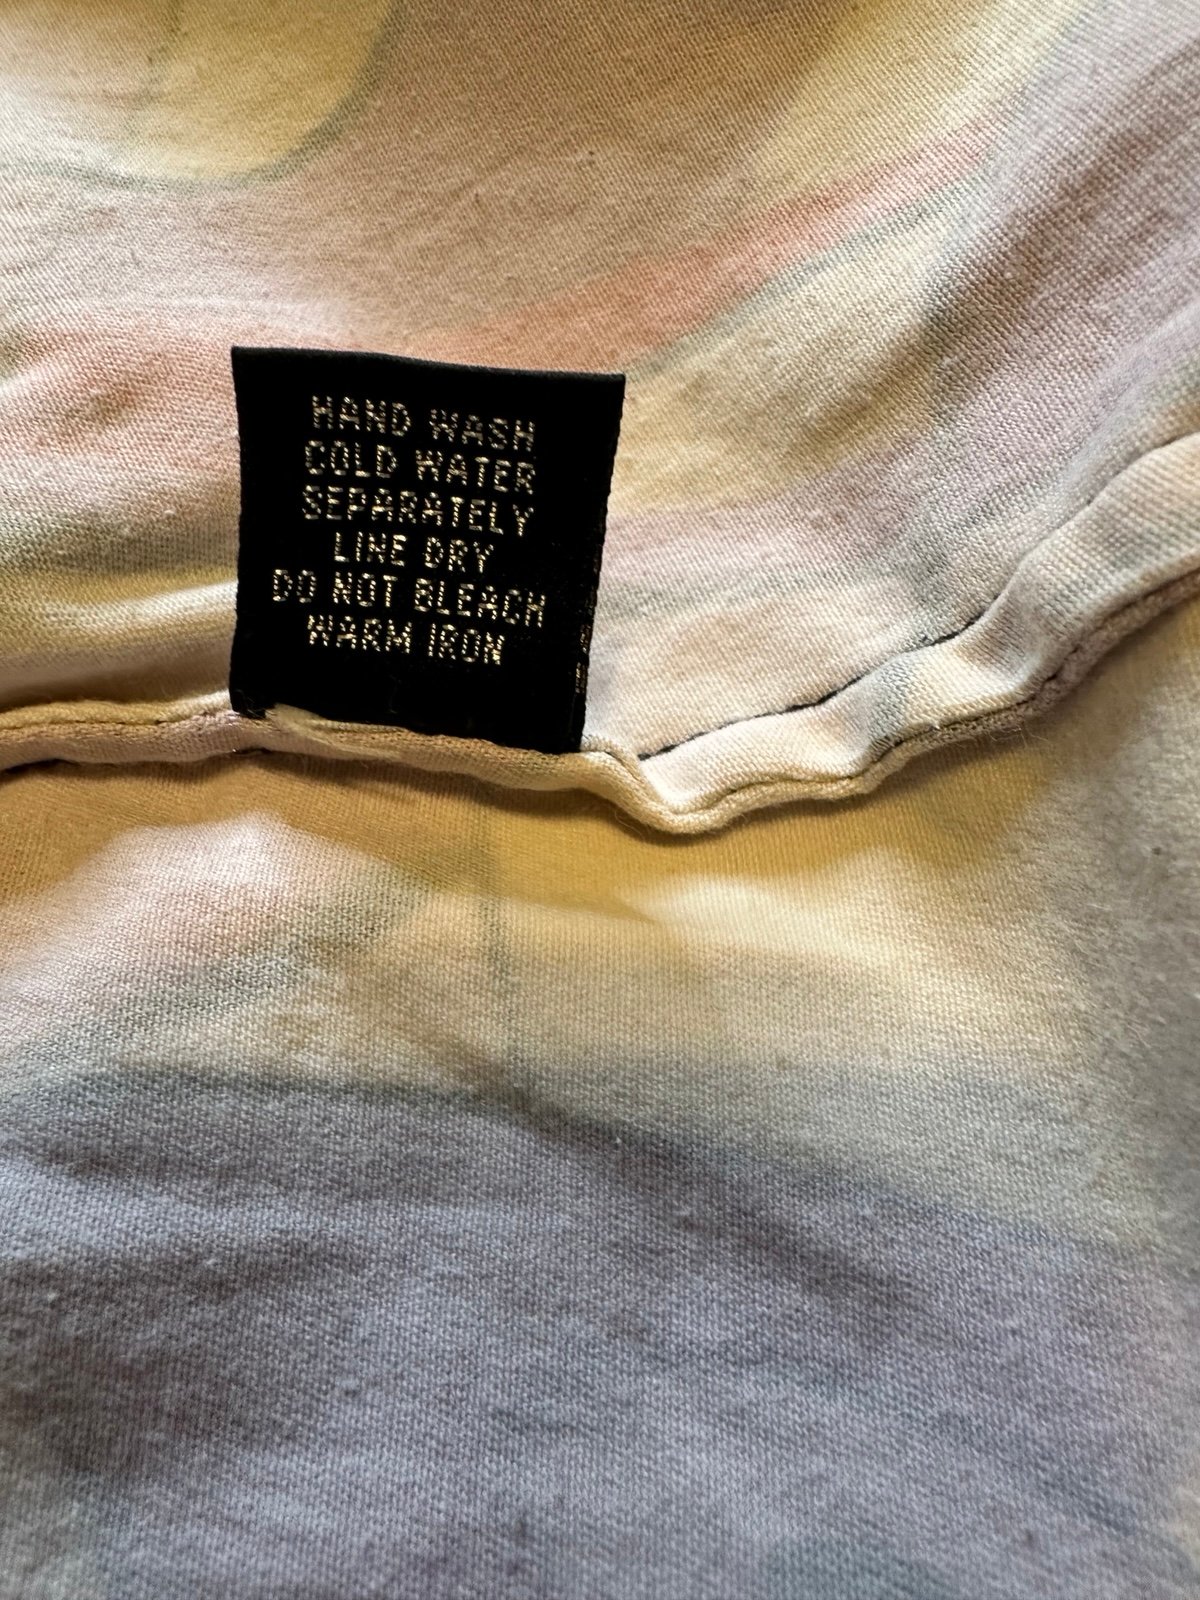 HAND WASH
COLD WATER
SEPARATELY
LINE DRY
DO NOT BLEACH
WARM IRON